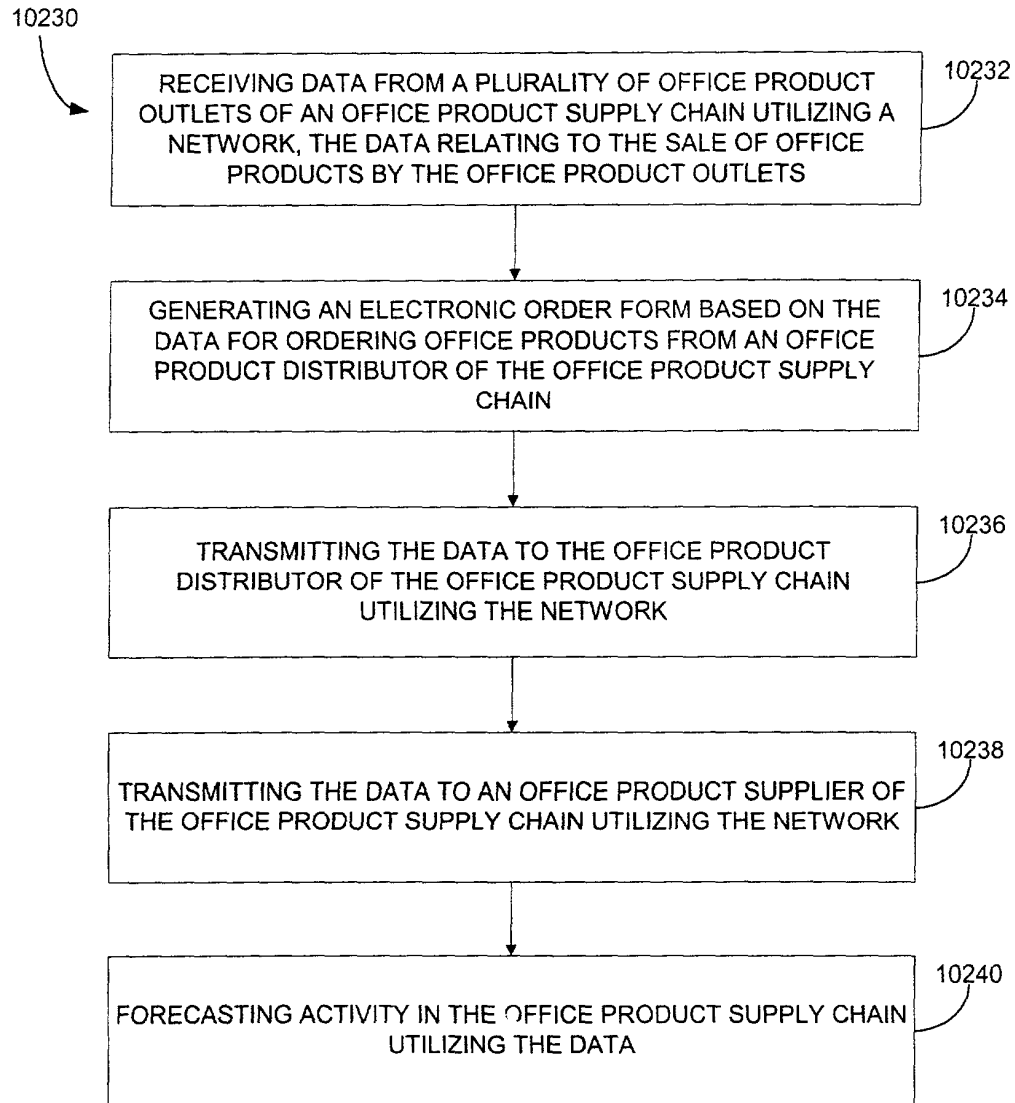 10230
RECEIVING DATA FROM A PLURALITY OF OFFICE PRODUCT
OUTLETS OF AN OFFICE PRODUCT SUPPLY CHAIN UTILIZING A
NETWORK, THE DATA RELATING TO THE SALE OF OFFICE
PRODUCTS BY THE OFFICE PRODUCT OUTLETS
10232
GENERATING AN ELECTRONIC ORDER FORM BASED ON THE
DATA FOR ORDERING OFFICE PRODUCTS FROM AN OFFICE
PRODUCT DISTRIBUTOR OF THE OFFICE PRODUCT SUPPLY
CHAIN
10234
TRANSMITTING THE DATA TO THE OFFICE PRODUCT
DISTRIBUTOR OF THE OFFICE PRODUCT SUPPLY CHAIN
UTILIZING THE NETWORK
10236
TRANSMITTING THE DATA TO AN OFFICE PRODUCT SUPPLIER OF
THE OFFICE PRODUCT SUPPLY CHAIN UTILIZING THE NETWORK
10238
FORECASTING ACTIVITY IN THE OFFICE PRODUCT SUPPLY CHAIN
UTILIZING THE DATA
10240